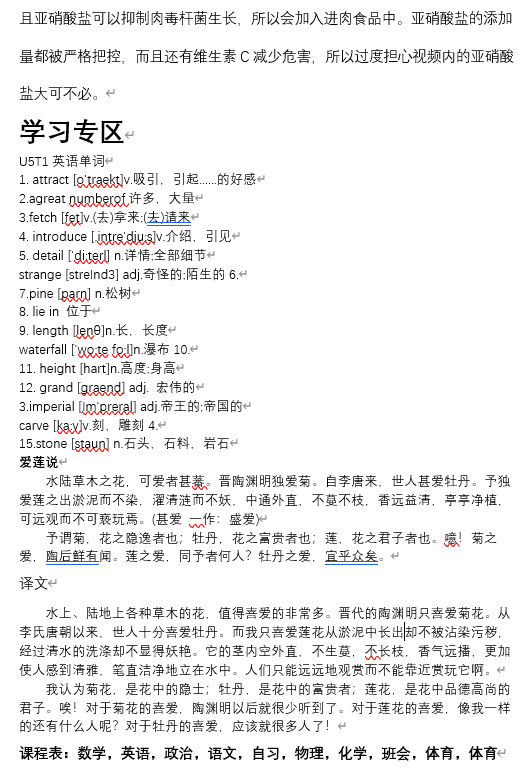 且亚硝酸盐可以抑制肉毒杆菌生长，所以会加入进肉食品中。亚硝酸盐的添加
量都被严格把控，而且还有维生素 C 减少危害，所以过度担心视频内的亚硝酸
盐大可不必。
学习专区
U5T1 英语单词
1. attract [o'traekt]v.吸引，引起......的好感
2.agreat numberof 许多，大量
3.fetch [fet]v.(去)拿来;(去)请来
4. introduce [.intre'dju:s]v.介绍，引见
5. detail ['di:terl] n.详情;全部细节
strange [streInd3] adj.奇怪的;陌生的 6.
7.pine [parn] n.松树
8. lie in 位于
9. length [lenθ]n.长，长度
waterfall ['wo:te fo:l]n.瀑布 10.
11. height [hart]n.高度;身高
12. grand [graend] adj. 宏伟的
3.imperial [Im'preral] adj.帝王的;帝国的
carve [ka:v]v.刻，雕刻 4.
15.stone [staun] n.石头，石料，岩石
爱莲说
水陆草木之花，可爱者甚蕃。晋陶渊明独爱菊。自李唐来，世人甚爱牡丹。予独
爱莲之出淤泥而不染，濯清涟而不妖，中通外直，不蔓不枝，香远益清，亭亭净植，
可远观而不可亵玩焉。(甚爱 一作：盛爱)
予谓菊，花之隐逸者也；牡丹，花之富贵者也；莲，花之君子者也。噫！菊之
爱，陶后鲜有闻。莲之爱，同予者何人？牡丹之爱，宜乎众矣。
译文
水上、陆地上各种草木的花，值得喜爱的非常多。晋代的陶渊明只喜爱菊花。从
李氏唐朝以来，世人十分喜爱牡丹。而我只喜爱莲花从淤泥中长出却不被沾染污秽，
经过清水的洗涤却不显得妖艳。它的茎内空外直，不生蔓，不长枝，香气远播，更加
使人感到清雅，笔直洁净地立在水中。人们只能远远地观赏而不能靠近赏玩它啊。
我认为菊花，是花中的隐士；牡丹，是花中的富贵者；莲花，是花中品德高尚的
君子。唉！对于菊花的喜爱，陶渊明以后就很少听到了。对于莲花的喜爱，像我一样
的还有什么人呢？对于牡丹的喜爱，应该就很多人了！
课程表：数学，英语，政治，语文，自习，物理，化学，班会，体育，体育